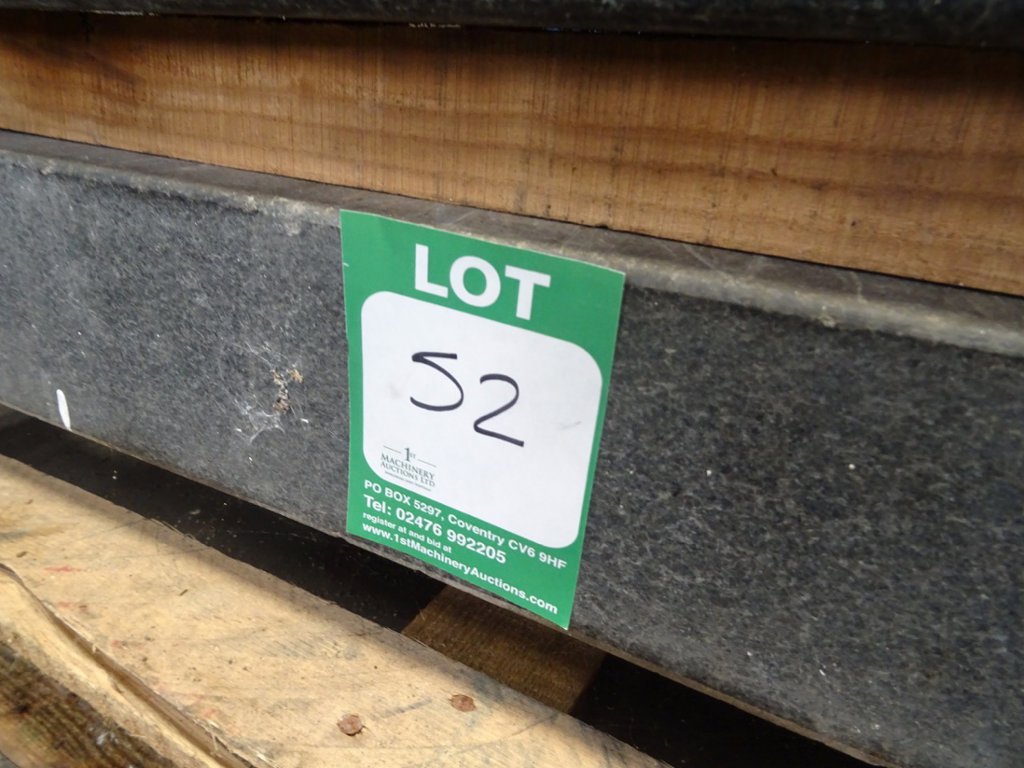 LOT
52
1st
MACHINERY
AUCTIONS LTD
PO BOX 5297, Coventry CV6 9HF
Tel: 02476 992205
register at and bid at
www.1stMachineryAuctions.com